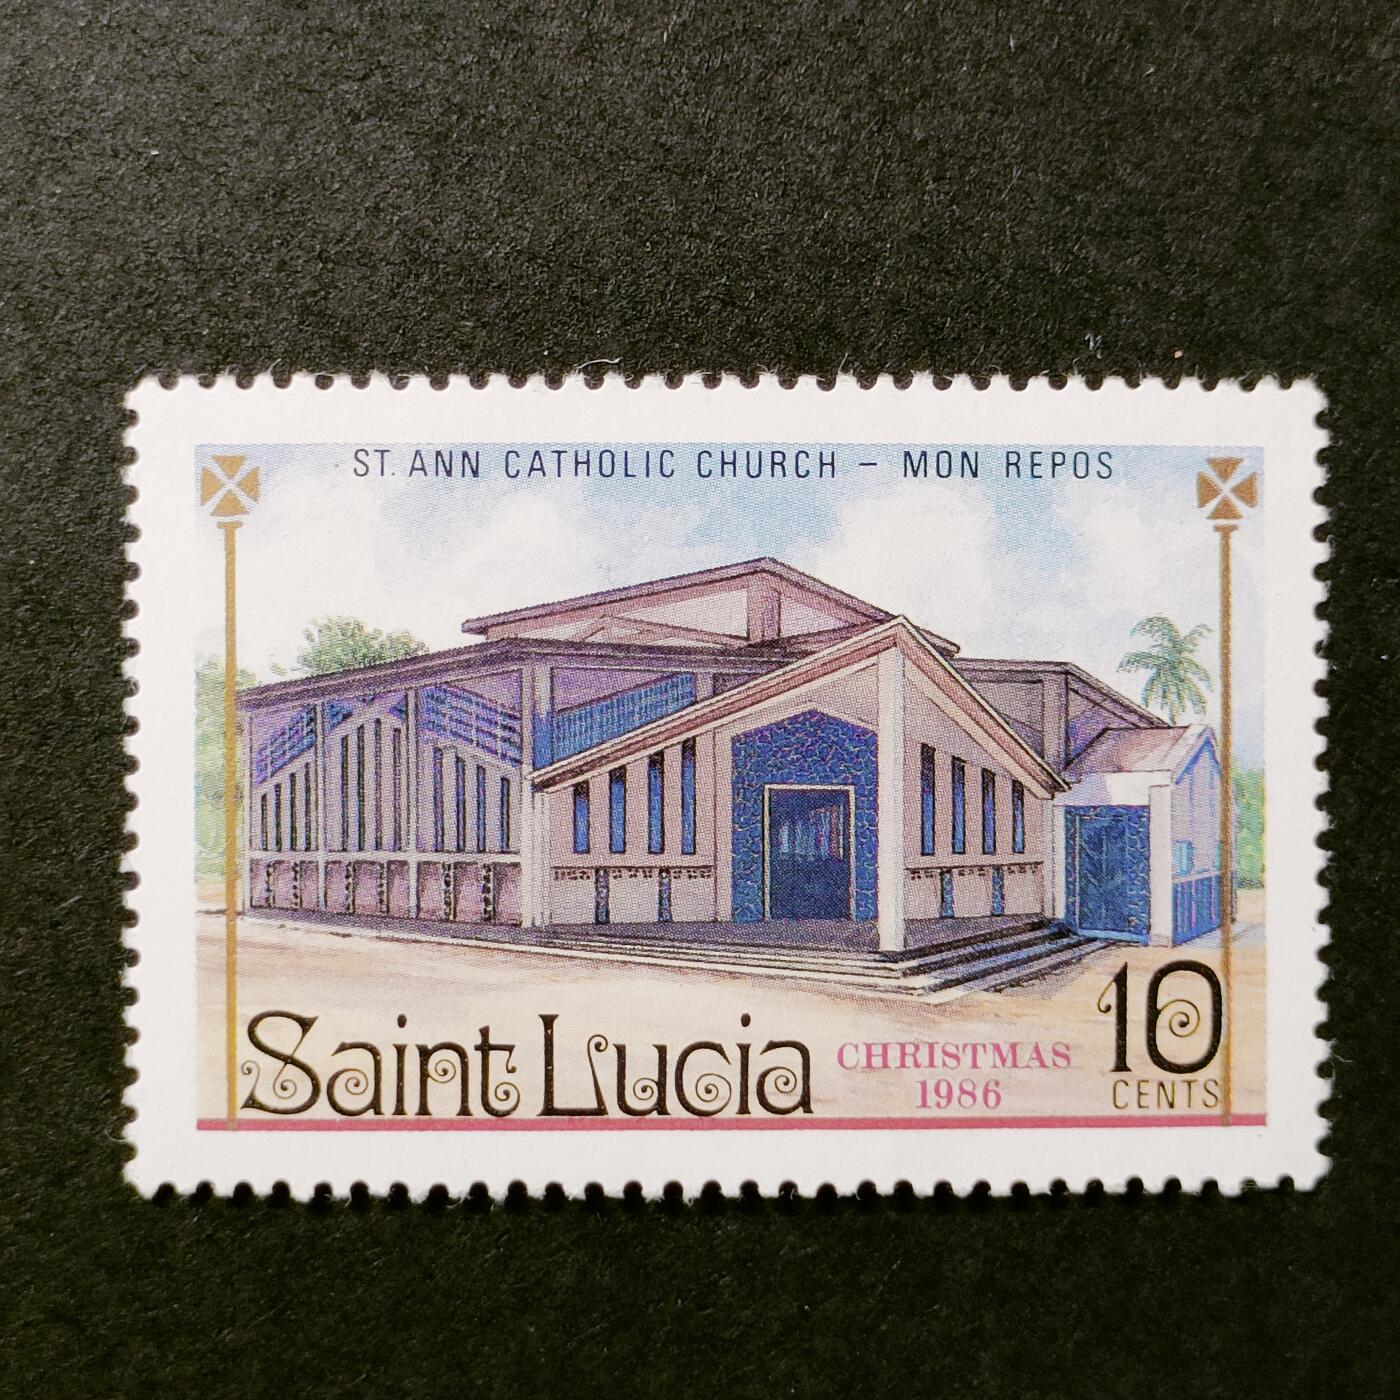 ST. ANN CATHOLIC CHURCH – MON REPOS
Saint Lucia
CHRISTMAS
1986
10
CENTS